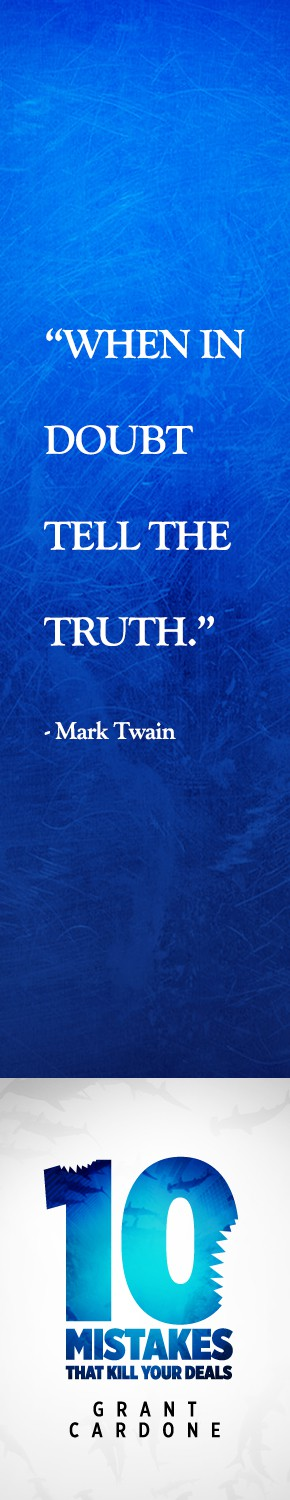 “WHEN IN
DOUBT
TELL THE
TRUTH.”
- Mark Twain
10
MISTAKES
THAT KILL YOUR DEALS
GRANT
CARDONE